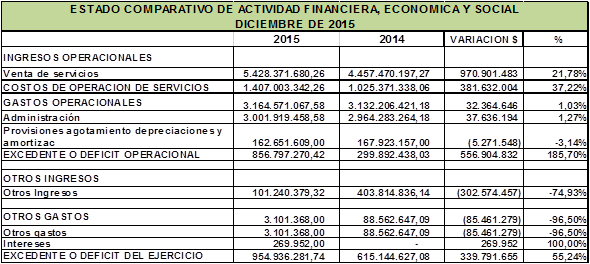 ESTADO COMPARATIVO DE ACTIVIDAD FINANCIERA, ECONOMICA Y SOCIAL
DICIEMBRE DE 2015
2015 2014 VARIACION $ %
INGRESOS OPERACIONALES
Venta de servicios 5.428.371.680,26 4.457.470.197,27 970.901.483 21,78%
COSTOS DE OPERACION DE SERVICIOS 1.407.003.342,26 1.025.371.338,06 381.632.004 37,22%
GASTOS OPERACIONALES 3.164.571.067,58 3.132.206.421,18 32.364.646 1,03%
Administración 3.001.919.458,58 2.964.283.264,18 37.636.194 1,27%
Provisiones agotamiento depreciaciones y
amortizac 162.651.609,00 167.923.157,00 (5.271.548) -3,14%
EXCEDENTE O DEFICIT OPERACIONAL 856.797.270,42 299.892.438,03 556.904.832 185,70%
OTROS INGRESOS
Otros Ingresos 101.240.379,32 403.814.836,14 (302.574.457) -74,93%
OTROS GASTOS 3.101.368,00 88.562.647,09 (85.461.279) -96,50%
Otros gastos 3.101.368,00 88.562.647,09 (85.461.279) -96,50%
Intereses 269.952,00 - 269.952 100,00%
EXCEDENTE O DEFICIT DEL EJERCICIO 954.936.281,74 615.144.627,08 339.791.655 55,24%